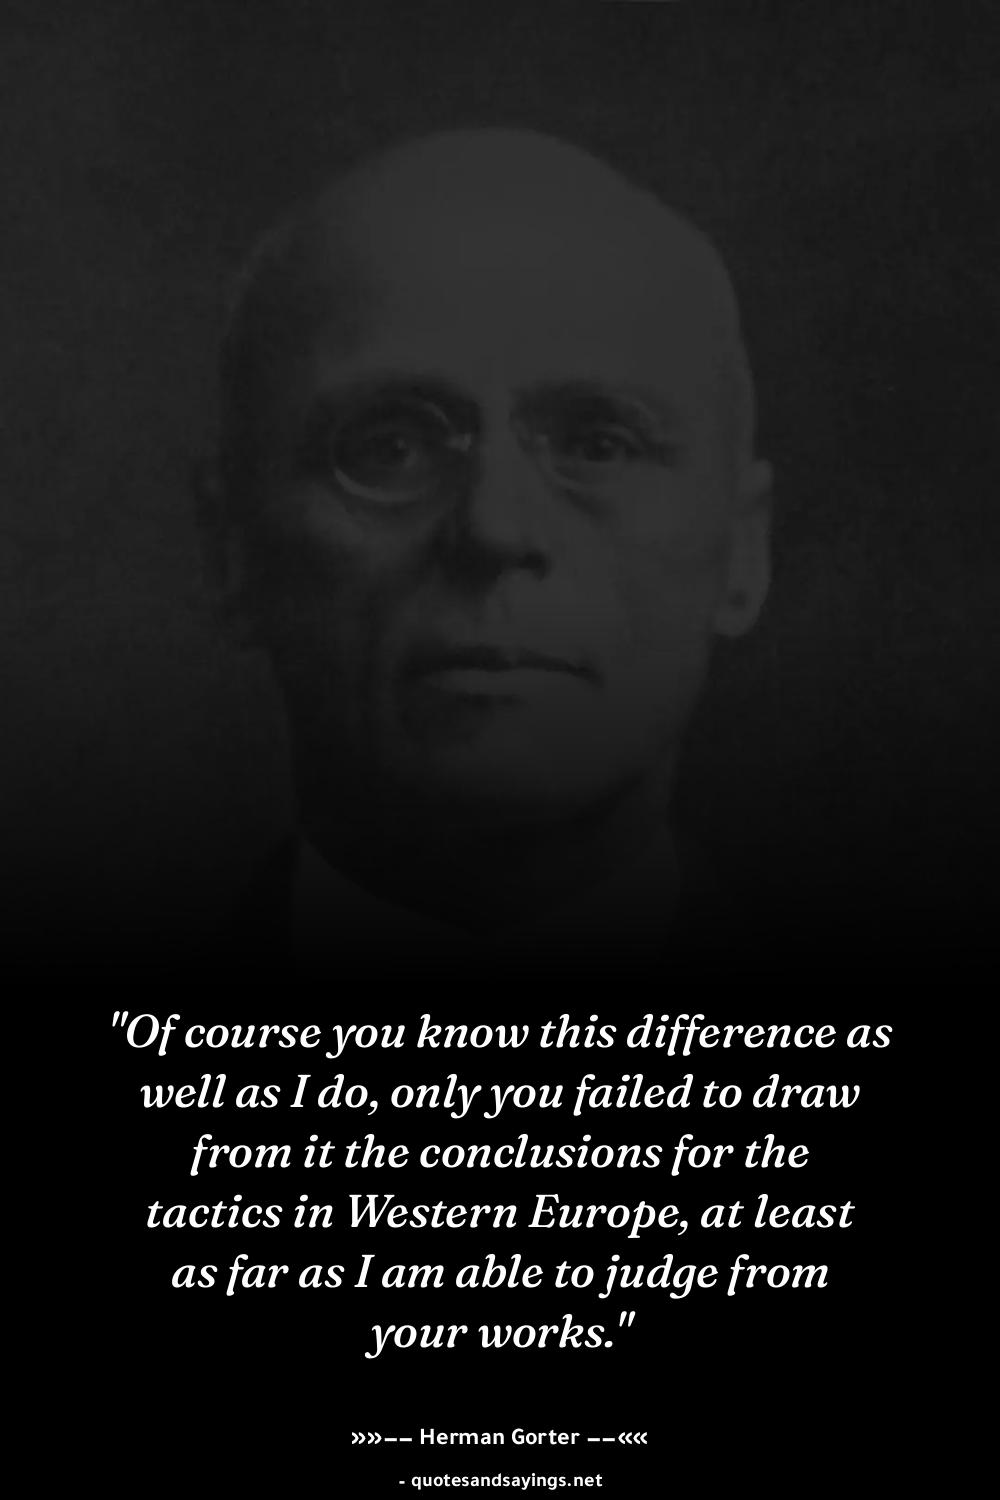 "Of course you know this difference as
well as I do, only you failed to draw
from it the conclusions for the
tactics in Western Europe, at least
as far as I am able to judge from
your works."
»»−− Herman Gorter −−««
- quotesandsayings.net